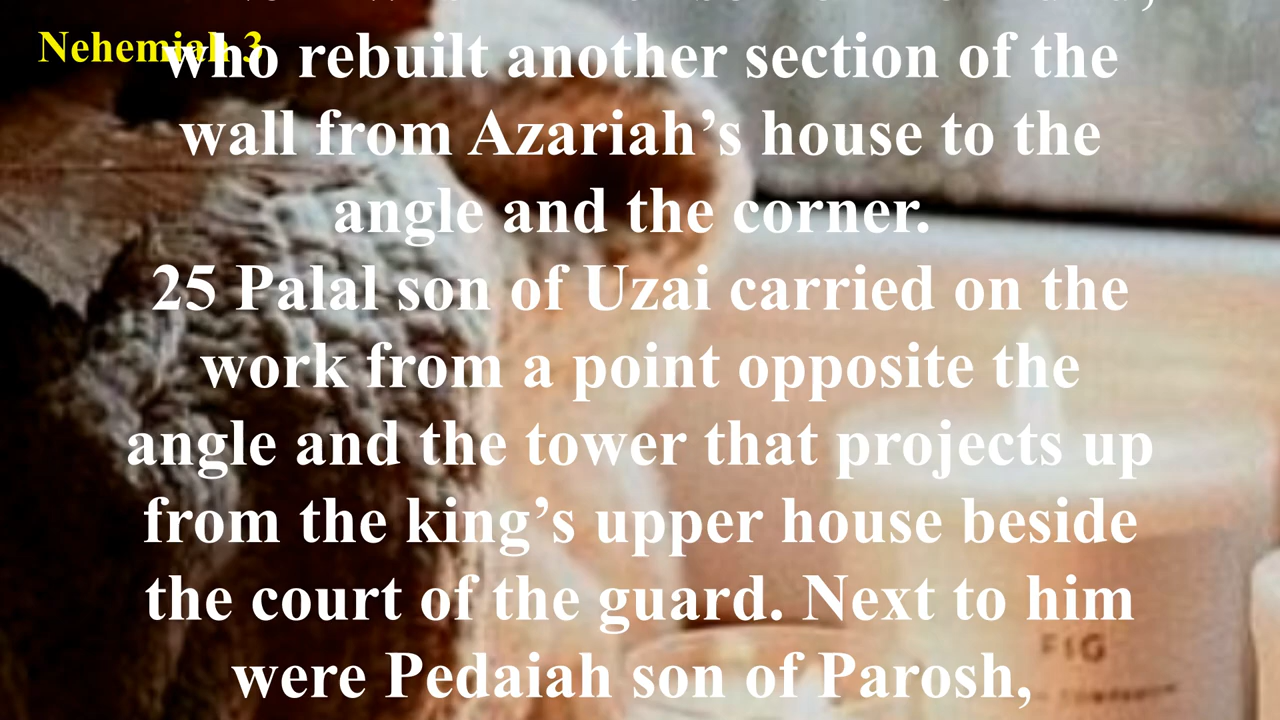 Nehemiah 3
who rebuilt another section of the
wall from Azariah’s house to the
angle and the corner.
25 Palal son of Uzai carried on the
work from a point opposite the
angle and the tower that projects up
from the king’s upper house beside
the court of the guard. Next to him
were Pedaiah son of Parosh,
FIG